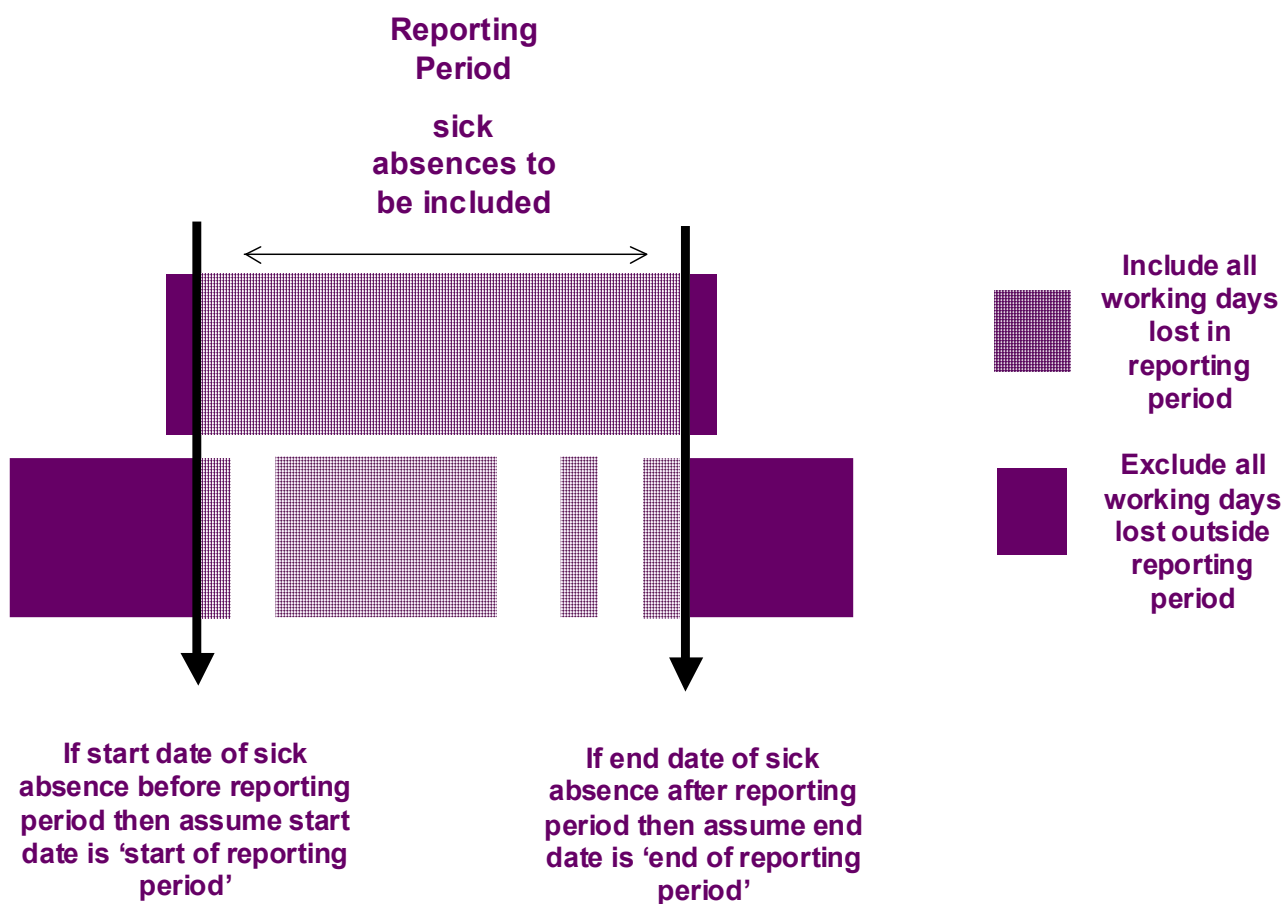 Reporting
Period
sick
absences to
be included
Include all
working days
lost in
reporting
period
Exclude all
working days
lost outside
reporting
period
If start date of sick
absence before reporting
period then assume start
date is ‘start of reporting
period’
If end date of sick
absence after reporting
period then assume end
date is ‘end of reporting
period’